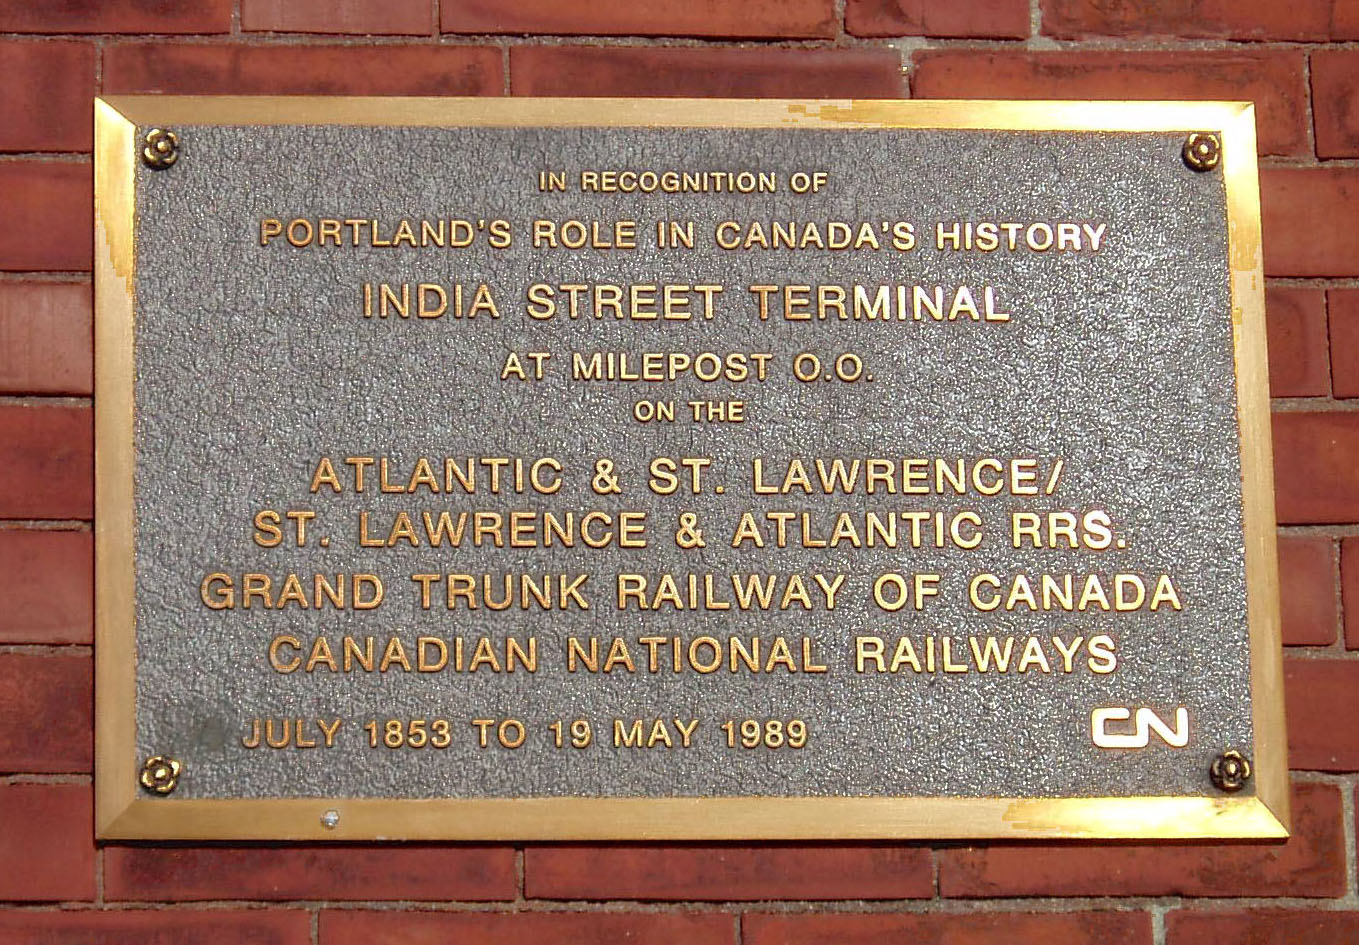 IN RECOGNITION OF
PORTLAND'S ROLE IN CANADA'S HISTORY
INDIA STREET TERMINAL
AT MILEPOST O.O.
ON THE
ATLANTIC & ST. LAWRENCE/
ST. LAWRENCE & ATLANTIC RRS.
GRAND TRUNK RAILWAY OF CANADA
CANADIAN NATIONAL RAILWAYS
JULY 1853 TO 19 MAY 1989
CN